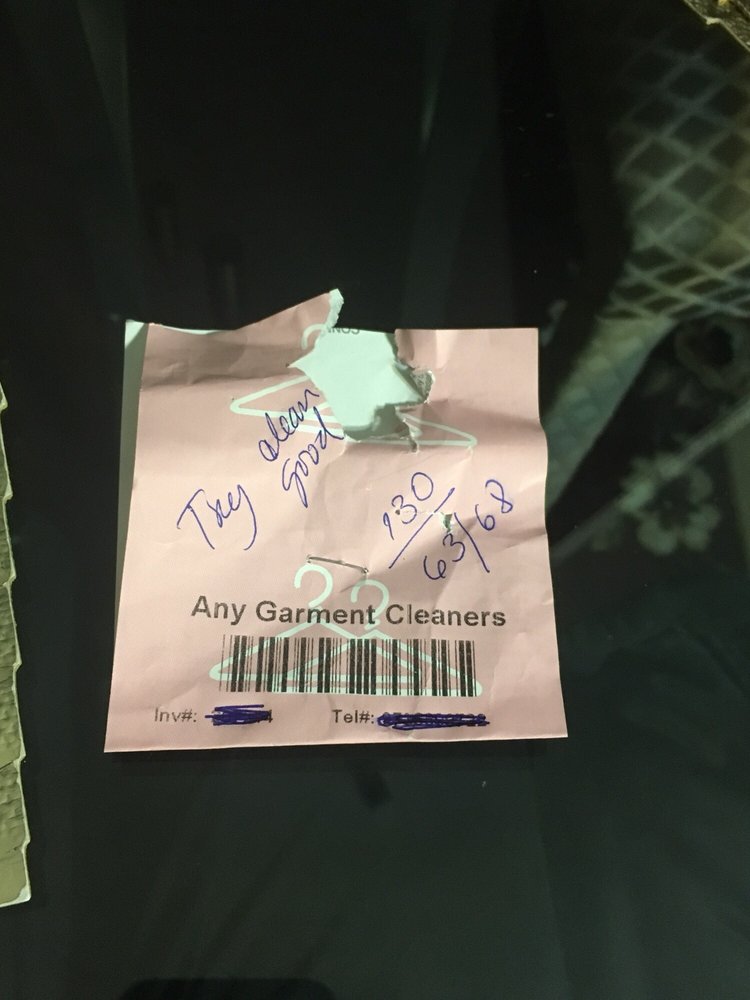 clean
They good
130
63/68
Any Garment Cleaners
Inv#: Tel#: